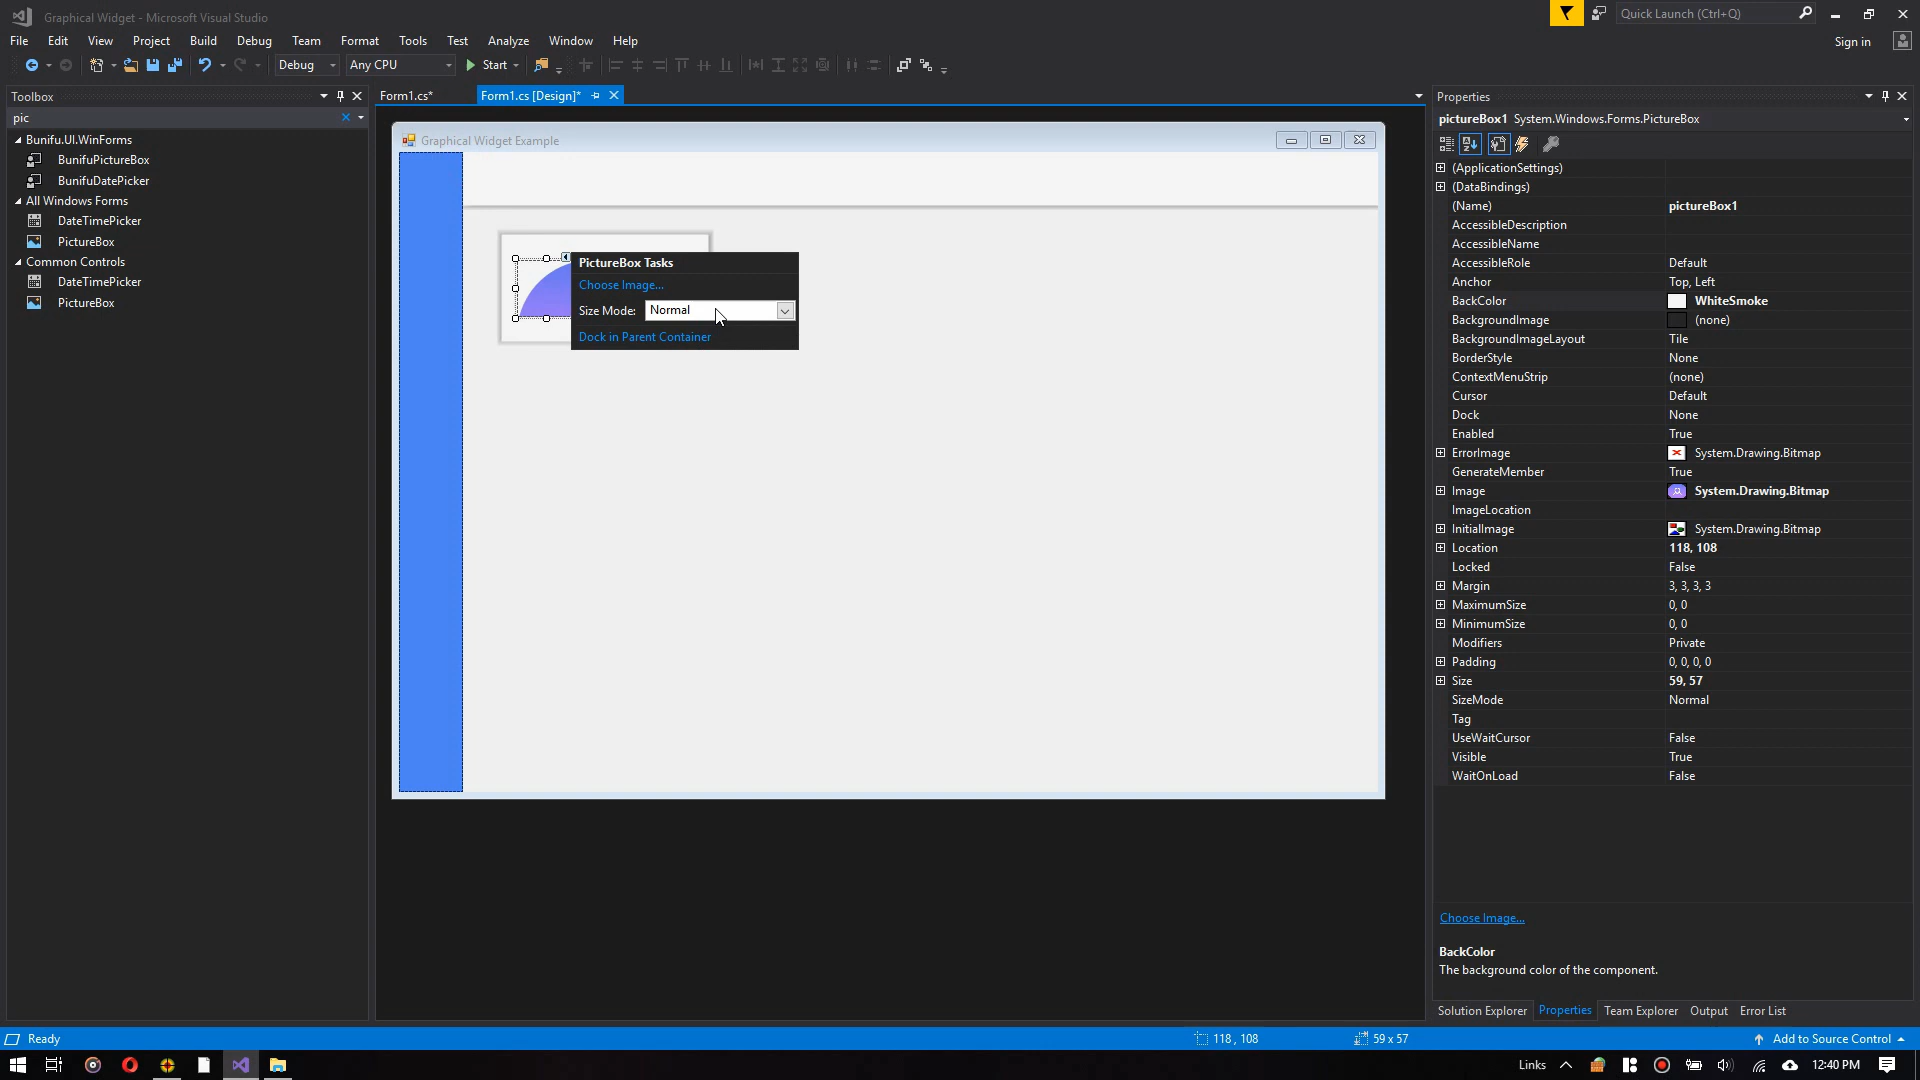 Graphical Widget - Microsoft Visual Studio
Quick Launch (Ctrl+Q)
File Edit View Project Build Debug Team Format Tools Test Analyze Window Help
Sign in
Debug Any CPU Start
Toolbox
pic
Bunifu.UI.WinForms
BunifuPictureBox
BunifuDatePicker
All Windows Forms
DateTimePicker
PictureBox
Common Controls
DateTimePicker
PictureBox
Form1.cs* Form1.cs [Design]*
Graphical Widget Example
PictureBox Tasks
Choose Image...
Size Mode: Normal
Dock in Parent Container
Properties
pictureBox1 System.Windows.Forms.PictureBox
(ApplicationSettings)
(DataBindings)
(Name) pictureBox1
AccessibleDescription
AccessibleName
AccessibleRole Default
Anchor Top, Left
BackColor WhiteSmoke
BackgroundImage (none)
BackgroundImageLayout Tile
BorderStyle None
ContextMenuStrip (none)
Cursor Default
Dock None
Enabled True
ErrorImage System.Drawing.Bitmap
GenerateMember True
Image System.Drawing.Bitmap
ImageLocation
InitialImage System.Drawing.Bitmap
Location 118, 108
Locked False
Margin 3, 3, 3, 3
MaximumSize 0, 0
MinimumSize 0, 0
Modifiers Private
Padding 0, 0, 0, 0
Size 59, 57
SizeMode Normal
Tag
UseWaitCursor False
Visible True
WaitOnLoad False
Choose Image...
BackColor
The background color of the component.
Solution Explorer Properties Team Explorer Output Error List
Ready 118 , 108 59 x 57 Add to Source Control
Links 12:40 PM